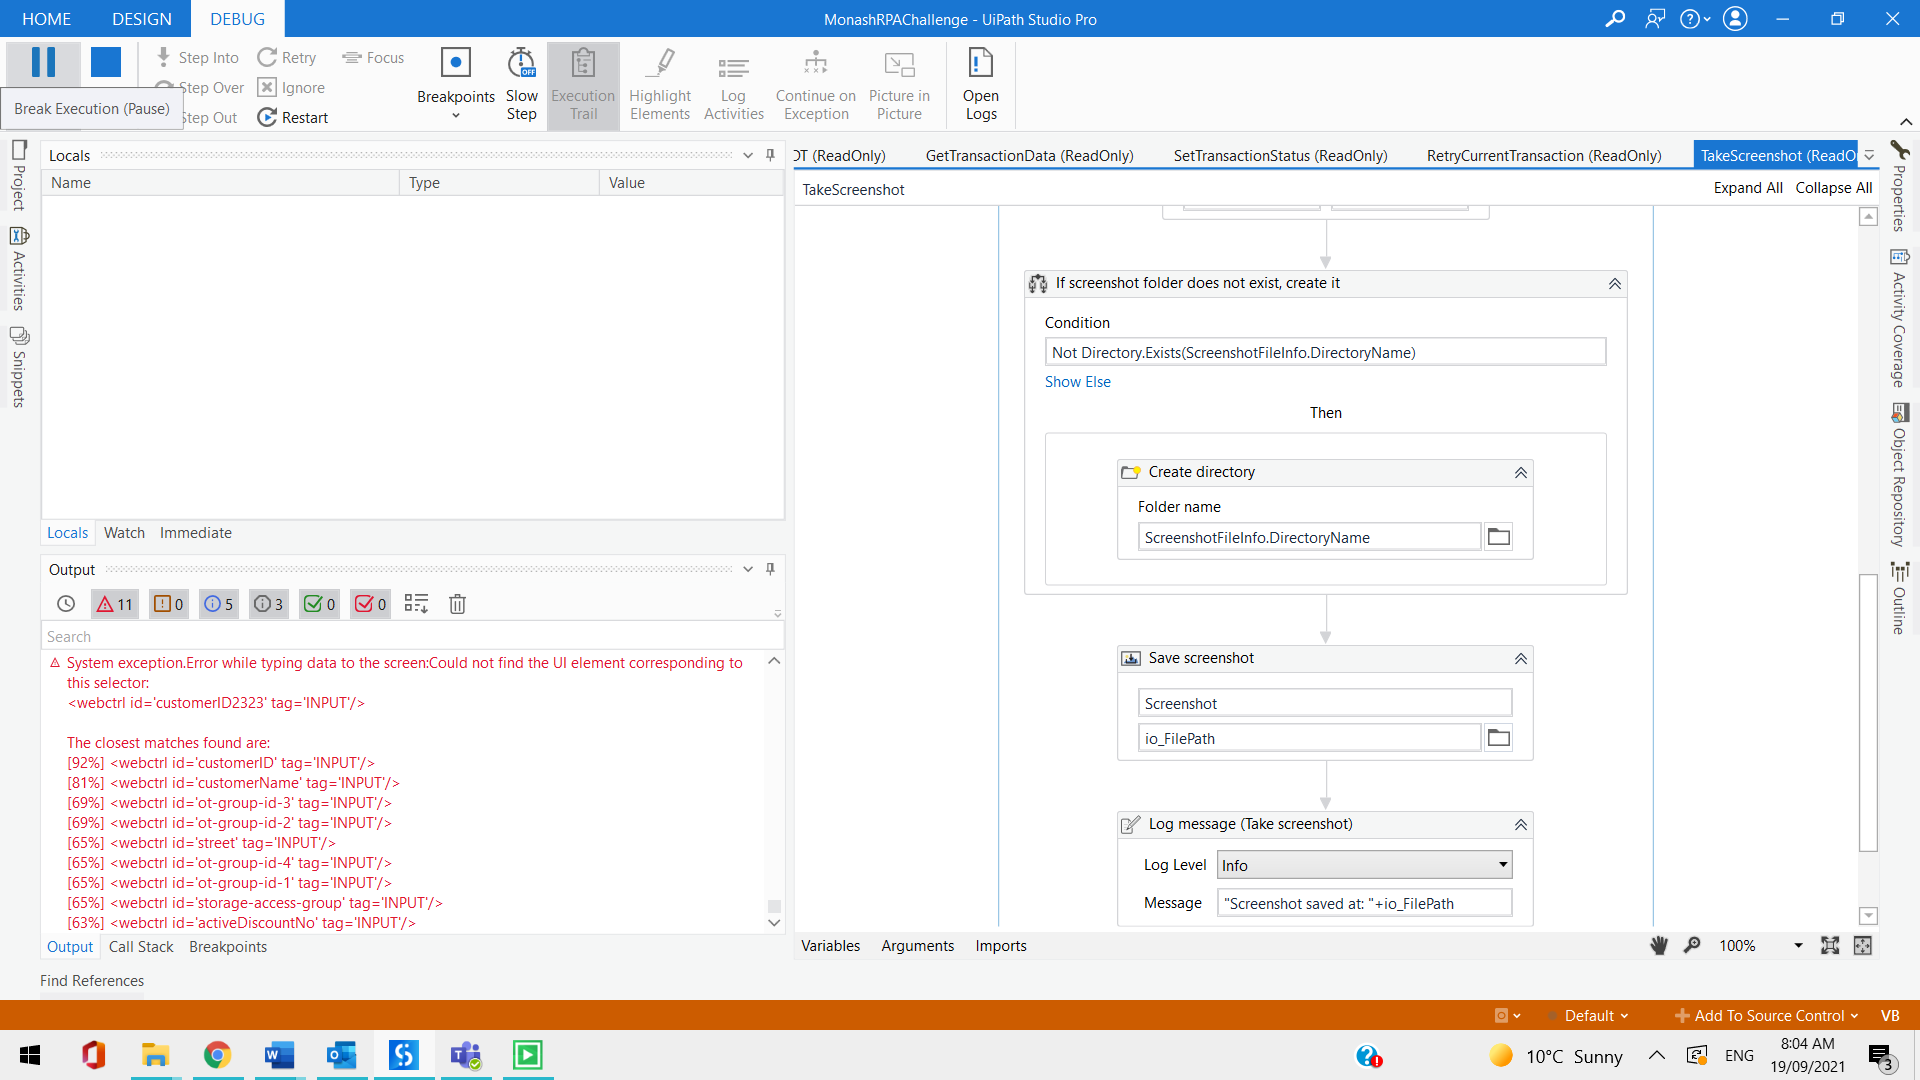 HOME DESIGN DEBUG
MonashRPAChallenge - UiPath Studio Pro
Step Into
Step Over
Step Out
Retry
Ignore
Restart
Focus
Break Execution (Pause)
Breakpoints
Slow Step
OFF
Execution Trail
Highlight Elements
Log Activities
Continue on Exception
Picture in Picture
Open Logs
Project
Activities
Snippets
Locals
Name Type Value
Locals Watch Immediate
Output
11 0 5 3 0 0
Search
System exception.Error while typing data to the screen:Could not find the UI element corresponding to
this selector:
<webctrl id='customerID2323' tag='INPUT'/>
The closest matches found are:
[92%] <webctrl id='customerID' tag='INPUT'/>
[81%] <webctrl id='customerName' tag='INPUT'/>
[69%] <webctrl id='ot-group-id-3' tag='INPUT'/>
[69%] <webctrl id='ot-group-id-2' tag='INPUT'/>
[65%] <webctrl id='street' tag='INPUT'/>
[65%] <webctrl id='ot-group-id-4' tag='INPUT'/>
[65%] <webctrl id='ot-group-id-1' tag='INPUT'/>
[65%] <webctrl id='storage-access-group' tag='INPUT'/>
[63%] <webctrl id='activeDiscountNo' tag='INPUT'/>
Output Call Stack Breakpoints
Find References
OT (ReadOnly) GetTransactionData (ReadOnly) SetTransactionStatus (ReadOnly) RetryCurrentTransaction (ReadOnly) TakeScreenshot (ReadO
TakeScreenshot
Expand All Collapse All
If screenshot folder does not exist, create it
Condition
Not Directory.Exists(ScreenshotFileInfo.DirectoryName)
Show Else
Then
Create directory
Folder name
ScreenshotFileInfo.DirectoryName
Save screenshot
Screenshot
io_FilePath
Log message (Take screenshot)
Log Level Info
Message "Screenshot saved at: "+io_FilePath
Variables Arguments Imports
100%
Properties
Activity Coverage
Object Repository
Outline
Default Add To Source Control VB
10°C Sunny
ENG
8:04 AM
19/09/2021
3